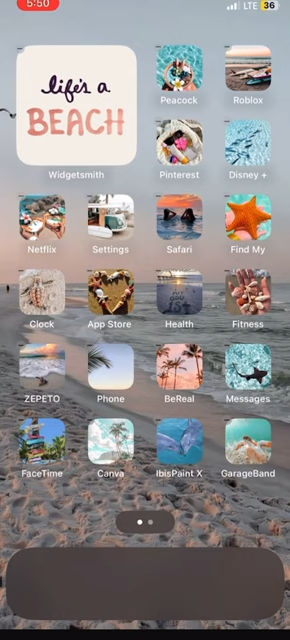 5:50
LTE 36
life's a
BEACH
Widgetsmith
Peacock
Roblox
Pinterest
Disney +
Netflix
Settings
Safari
Find My
Clock
App Store
Health
Fitness
ZEPETO
Phone
BeReal
Messages
FaceTime
Canva
IbisPaint X
GarageBand